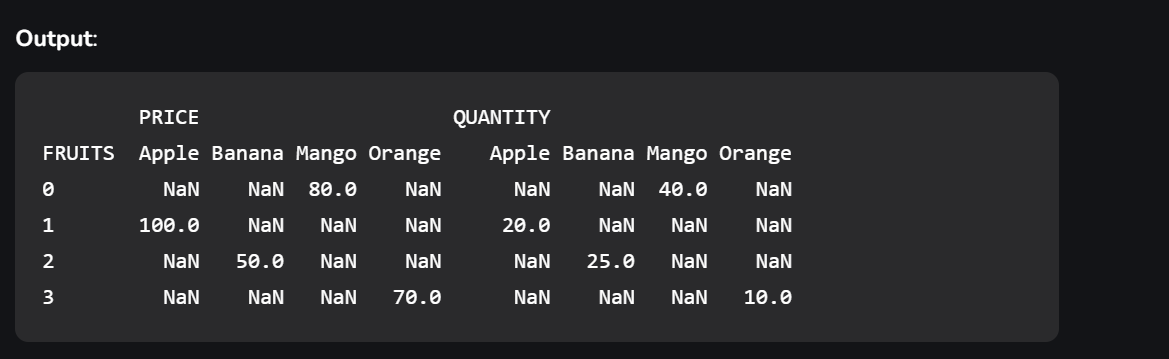 Output:
PRICE QUANTITY
FRUITS Apple Banana Mango Orange Apple Banana Mango Orange
0 NaN NaN 80.0 NaN NaN NaN 40.0 NaN
1 100.0 NaN NaN NaN 20.0 NaN NaN NaN
2 NaN 50.0 NaN NaN NaN 25.0 NaN NaN
3 NaN NaN NaN 70.0 NaN NaN NaN 10.0